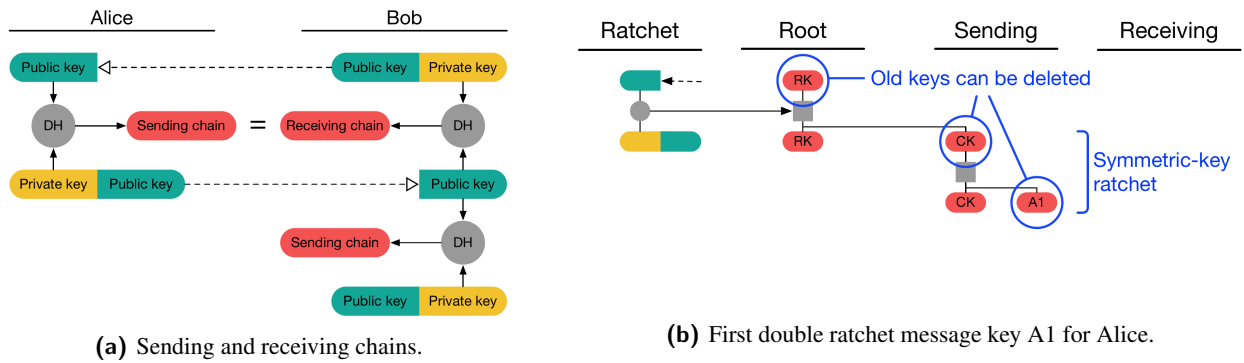 Alice
Bob
Public key
Public key Private key
DH
Sending chain = Receiving chain
DH
Private key Public key
Public key
Sending chain
DH
Public key Private key
(a) Sending and receiving chains.
Ratchet Root Sending Receiving
RK
Old keys can be deleted
RK
CK
Symmetric-key
ratchet
CK
A1
(b) First double ratchet message key A1 for Alice.